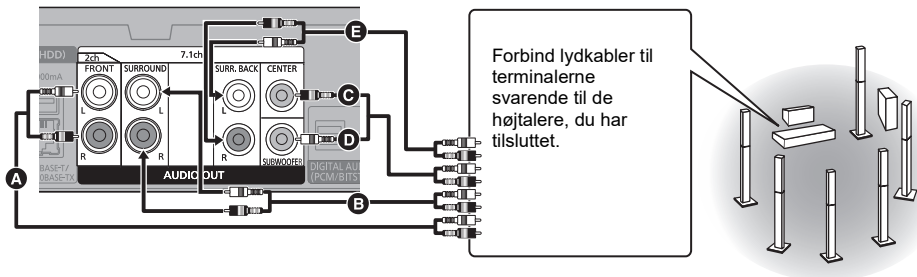 HDD)
2ch
7.1ch
FRONT
SURROUND
SURR. BACK
CENTER
L
L
L
R
R
R
SUBWOOFER
AUDIO OUT
DIGITAL AU
(PCM/BITST
BASE-T/
0BASE-TX
A
B
C
D
E
Forbind lydkabler til
terminalerne
svarende til de
højtalere, du har
tilsluttet.